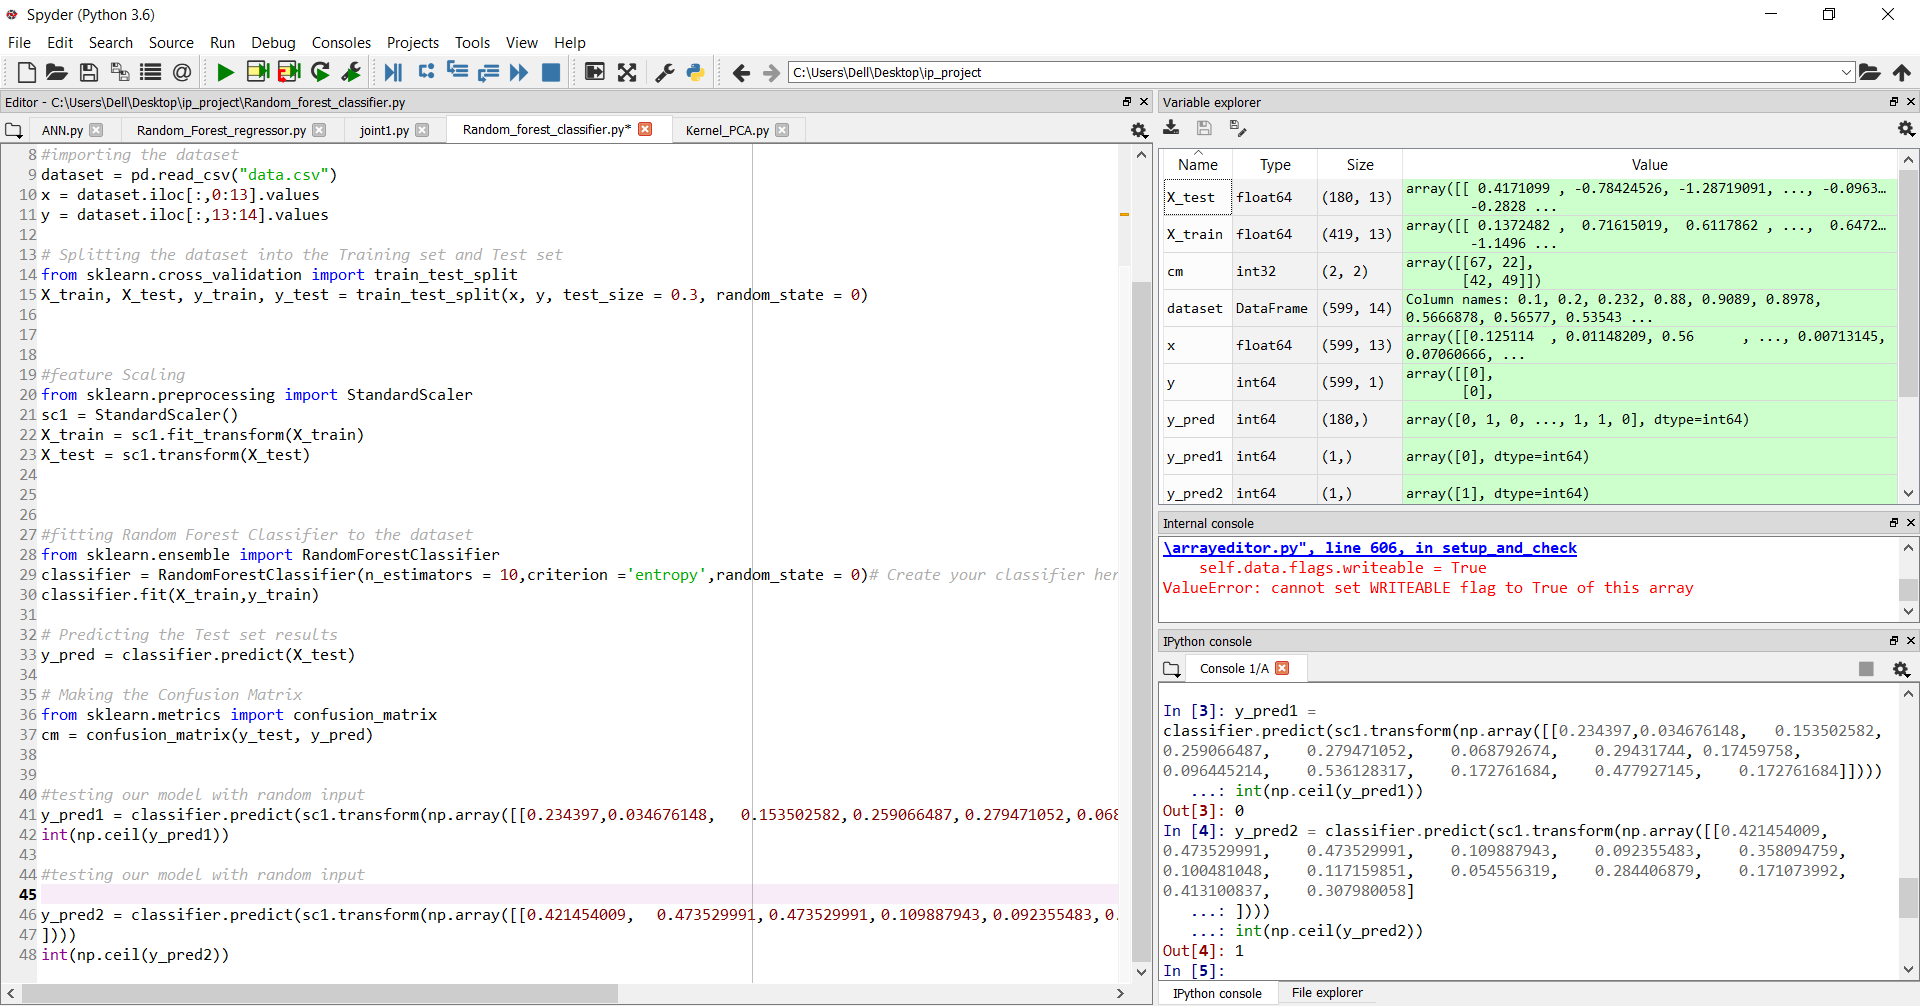 Spyder (Python 3.6)
File Edit Search Source Run Debug Consoles Projects Tools View Help
C:\Users\Dell\Desktop\ip_project
Editor - C:\Users\Dell\Desktop\ip_project\Random_forest_classifier.py
ANN.py Random_Forest_regressor.py joint1.py Random_forest_classifier.py* Kernel_PCA.py
8 #importing the dataset
9 dataset = pd.read_csv("data.csv")
10 x = dataset.iloc[:,0:13].values
11 y = dataset.iloc[:,13:14].values
12
13 # Splitting the dataset into the Training set and Test set
14 from sklearn.cross_validation import train_test_split
15 X_train, X_test, y_train, y_test = train_test_split(x, y, test_size = 0.3, random_state = 0)
16
17
18
19 #feature Scaling
20 from sklearn.preprocessing import StandardScaler
21 sc1 = StandardScaler()
22 X_train = sc1.fit_transform(X_train)
23 X_test = sc1.transform(X_test)
24
25
26
27 #fitting Random Forest Classifier to the dataset
28 from sklearn.ensemble import RandomForestClassifier
29 classifier = RandomForestClassifier(n_estimators = 10,criterion ='entropy',random_state = 0)# Create your classifier her
30 classifier.fit(X_train,y_train)
31
32 # Predicting the Test set results
33 y_pred = classifier.predict(X_test)
34
35 # Making the Confusion Matrix
36 from sklearn.metrics import confusion_matrix
37 cm = confusion_matrix(y_test, y_pred)
38
39
40 #testing our model with random input
41 y_pred1 = classifier.predict(sc1.transform(np.array([[0.234397,0.034676148, 0.153502582,0.259066487,0.279471052,0.068
42 int(np.ceil(y_pred1))
43
44 #testing our model with random input
45
46 y_pred2 = classifier.predict(sc1.transform(np.array([[0.421454009, 0.473529991,0.473529991,0.109887943,0.092355483,0.
47 ])))
48 int(np.ceil(y_pred2))
Variable explorer
Name Type Size Value
X_test float64 (180, 13) array([[ 0.4171099 , -0.78424526, -1.28719091, ..., -0.0963…
-0.2828 ...
X_train float64 (419, 13) array([[ 0.1372482 , 0.71615019, 0.6117862 , ..., 0.6472…
-1.1496 ...
cm int32 (2, 2) array([[67, 22],
[42, 49]])
dataset DataFrame (599, 14) Column names: 0.1, 0.2, 0.232, 0.88, 0.9089, 0.8978,
0.5666878, 0.56577, 0.53543 ...
x float64 (599, 13) array([[0.125114 , 0.01148209, 0.56 , ..., 0.00713145,
0.07060666, ...
y int64 (599, 1) array([[0],
[0],
y_pred int64 (180,) array([0, 1, 0, ..., 1, 1, 0], dtype=int64)
y_pred1 int64 (1,) array([0], dtype=int64)
y_pred2 int64 (1,) array([1], dtype=int64)
Internal console
\arrayeditor.py", line 606, in setup_and_check
self.data.flags.writeable = True
ValueError: cannot set WRITEABLE flag to True of this array
IPython console
Console 1/A
In [3]: y_pred1 =
classifier.predict(sc1.transform(np.array([[0.234397,0.034676148, 0.153502582,
0.259066487, 0.279471052, 0.068792674, 0.29431744, 0.17459758,
0.096445214, 0.536128317, 0.172761684, 0.477927145, 0.172761684]])))
...: int(np.ceil(y_pred1))
Out[3]: 0
In [4]: y_pred2 = classifier.predict(sc1.transform(np.array([[0.421454009,
0.473529991, 0.473529991, 0.109887943, 0.092355483, 0.358094759,
0.100481048, 0.117159851, 0.054556319, 0.284406879, 0.171073992,
0.413100837, 0.307980058]
...: ])))
...: int(np.ceil(y_pred2))
Out[4]: 1
In [5]:
IPython console File explorer